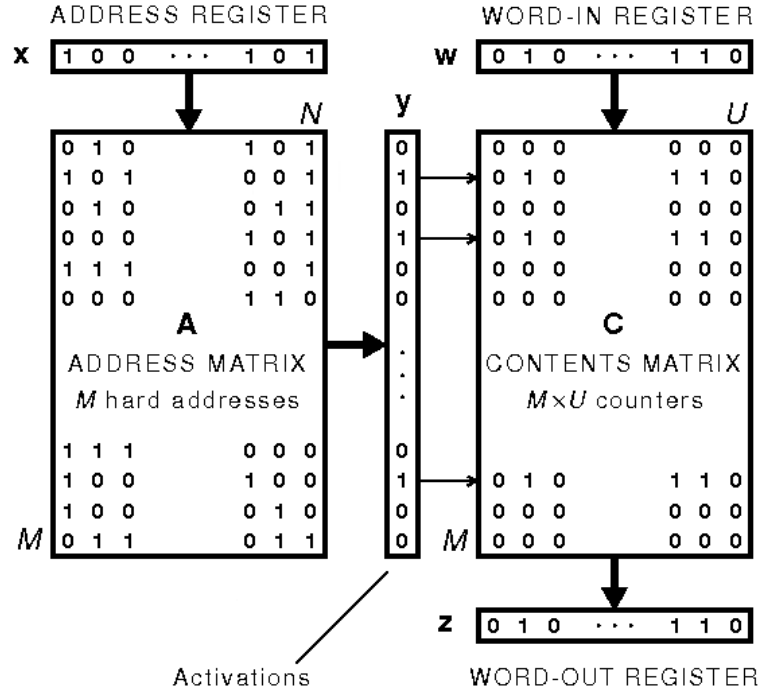 ADDRESS REGISTER
WORD-IN REGISTER
x 1 0 0 ··· 1 0 1
w 0 1 0 ··· 1 1 0
N
y
U
0 1 0 1 0 1 0 0 0 0 0 0 0
1 0 1 0 0 1 1 0 1 0 1 1 0
0 1 0 0 1 1 0 0 0 0 0 0 0
0 0 0 1 0 1 1 0 1 0 1 1 0
1 1 1 0 0 1 0 0 0 0 0 0 0
0 0 0 1 1 0 0 0 0 0 0 0 0
A
C
ADDRESS MATRIX
CONTENTS MATRIX
M hard addresses
M×U counters
1 1 1 0 0 0 0
1 0 0 1 0 0 1 0 1 0 1 1 0
1 0 0 0 1 0 0 0 0 0 0 0 0
M 0 1 1 0 1 1 0 M 0 0 0 0 0 0
z 0 1 0 ··· 1 1 0
Activations
WORD-OUT REGISTER